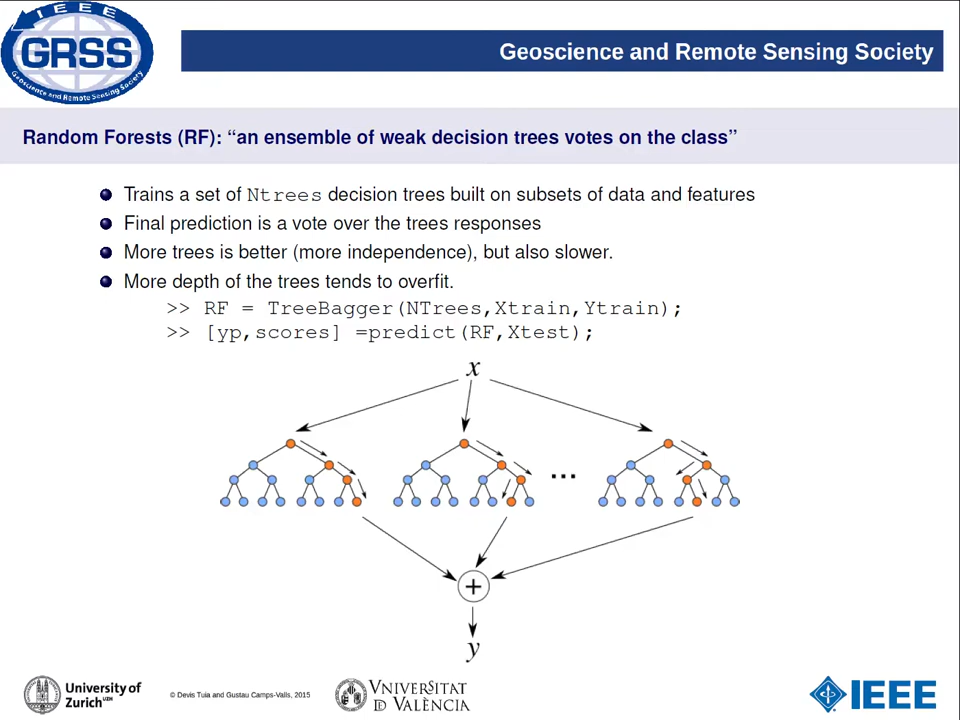 IEEE
GRSS
Geoscience and Remote Sensing Society
Geoscience and Remote Sensing Society
Random Forests (RF): “an ensemble of weak decision trees votes on the class”
Trains a set of Ntrees decision trees built on subsets of data and features
Final prediction is a vote over the trees responses
More trees is better (more independence), but also slower.
More depth of the trees tends to overfit.
>> RF = TreeBagger(NTrees,Xtrain,Ytrain);
>> [yp,scores] =predict(RF,Xtest);
x
...
+
y
University of
Zurich UZH
© Devis Tuia and Gustau Camps-Valls, 2015
VNIVERSITAT
D VALÈNCIA
IEEE